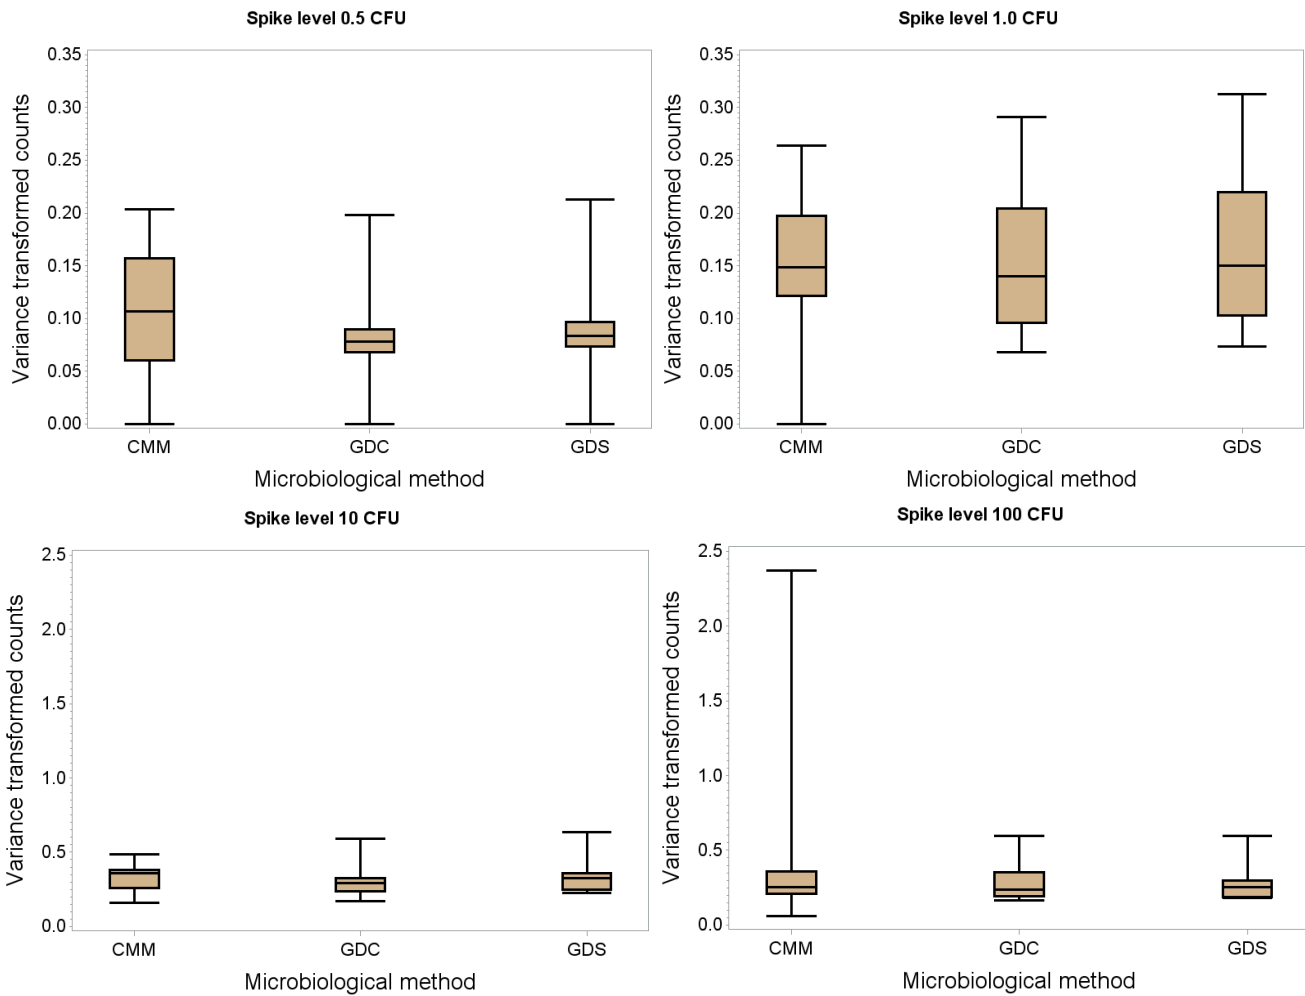 Spike level 0.5 CFU
Variance transformed counts
0.35
0.30
0.25
0.20
0.15
0.10
0.05
0.00
CMM GDC GDS
Microbiological method
Spike level 1.0 CFU
Variance transformed counts
0.35
0.30
0.25
0.20
0.15
0.10
0.05
0.00
CMM GDC GDS
Microbiological method
Spike level 10 CFU
Variance transformed counts
2.5
2.0
1.5
1.0
0.5
0.0
CMM GDC GDS
Microbiological method
Spike level 100 CFU
Variance transformed counts
2.5
2.0
1.5
1.0
0.5
0.0
CMM GDC GDS
Microbiological method